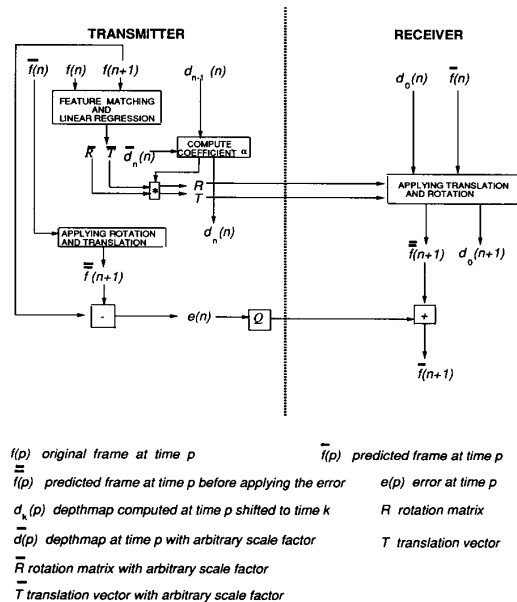 TRANSMITTER
RECEIVER
f̅(n) f(n) f(n+1) d_{n-1} (n)
d_0(n) f̅(n)
FEATURE MATCHING
AND
LINEAR REGRESSION
R̅ T̅ d̅_n(n)
COMPUTE
COEFFICIENT α
* R
T
APPLYING TRANSLATION
AND ROTATION
d_n(n)
APPLYING ROTATION
AND TRANSLATION
f̿(n+1)
f̿(n+1) d_0(n+1)
- e(n) Q +
f̅(n+1)
f(p) original frame at time p
f̅(p) predicted frame at time p
f̿(p) predicted frame at time p before applying the error
e(p) error at time p
d_k(p) depthmap computed at time p shifted to time k
R rotation matrix
d̅(p) depthmap at time p with arbitrary scale factor
T translation vector
R̅ rotation matrix with arbitrary scale factor
T̅ translation vector with arbitrary scale factor